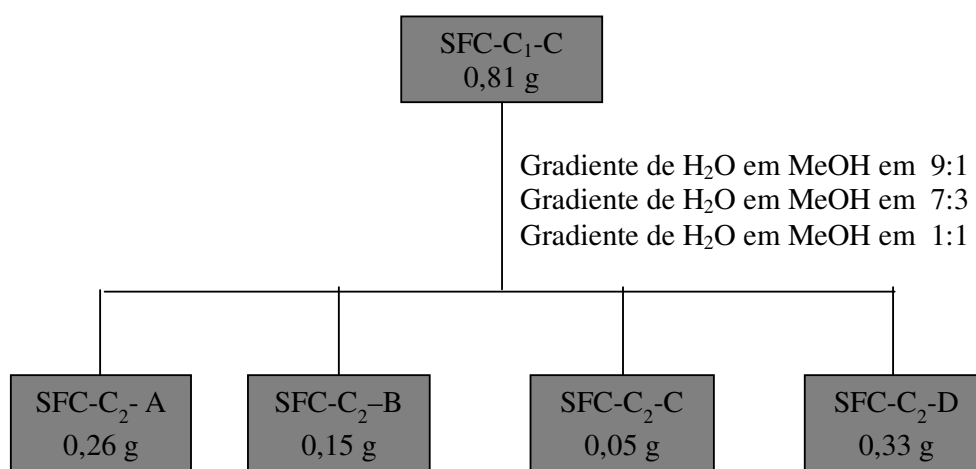 SFC-C₁-C
0,81 g
Gradiente de H₂O em MeOH em 9:1
Gradiente de H₂O em MeOH em 7:3
Gradiente de H₂O em MeOH em 1:1
SFC-C₂- A
0,26 g
SFC-C₂–B
0,15 g
SFC-C₂-C
0,05 g
SFC-C₂-D
0,33 g